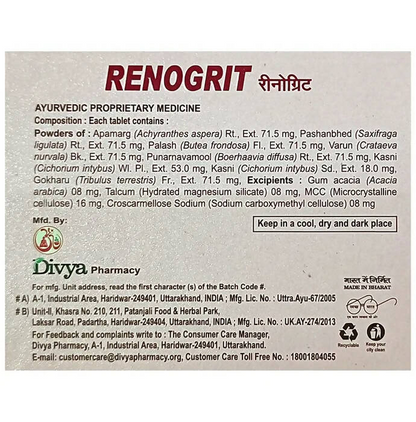 RENOGRIT रीनोग्रिट
AYURVEDIC PROPRIETARY MEDICINE
Composition : Each tablet contains :
Powders of : Apamarg (Achyranthes aspera) Rt., Ext. 71.5 mg, Pashanbhed (Saxifraga
ligulata) Rt., Ext. 71.5 mg, Palash (Butea frondosa) Fl., Ext. 71.5 mg, Varun (Crataeva
nurvala) Bk., Ext. 71.5 mg, Punarnavamool (Boerhaavia diffusa) Rt., Ext. 71.5 mg, Kasni
(Cichorium intybus) Wl. Pl., Ext. 53.0 mg, Kasni (Cichorium intybus) Sd., Ext. 18.0 mg,
Gokharu (Tribulus terrestris) Fr., Ext. 71.5 mg. Excipients : Gum acacia (Acacia
arabica) 08 mg, Talcum (Hydrated magnesium silicate) 08 mg, MCC (Microcrystalline
cellulose) 16 mg, Croscarmellose Sodium (Sodium carboxymethyl cellulose) 08 mg
Mfd. By:
Keep in a cool, dry and dark place
Divya Pharmacy
For mfg. Unit address, read the first character (s) of the Batch Code #.
# A) A-1, Industrial Area, Haridwar-249401, Uttarakhand, INDIA ; Mfg. Lic. No. : Uttra.Ayu-67/2005
# B) Unit-II, Khasra No. 210, 211, Patanjali Food & Herbal Park,
Laksar Road, Padartha, Haridwar-249404, Uttarakhand, INDIA ; Mfg. Lic. No. : UK.AY-274/2013
For Feedback and complaints write to : The Consumer Care Manager,
Divya Pharmacy, A-1, Industrial Area, Haridwar-249401, Uttarakhand, INDIA.
E-mail: customercare@divyapharmacy.org, Customer Care Toll Free No. : 18001804055
भारत में निर्मित
MADE IN BHARAT
Recyclable
Keep your
city clean